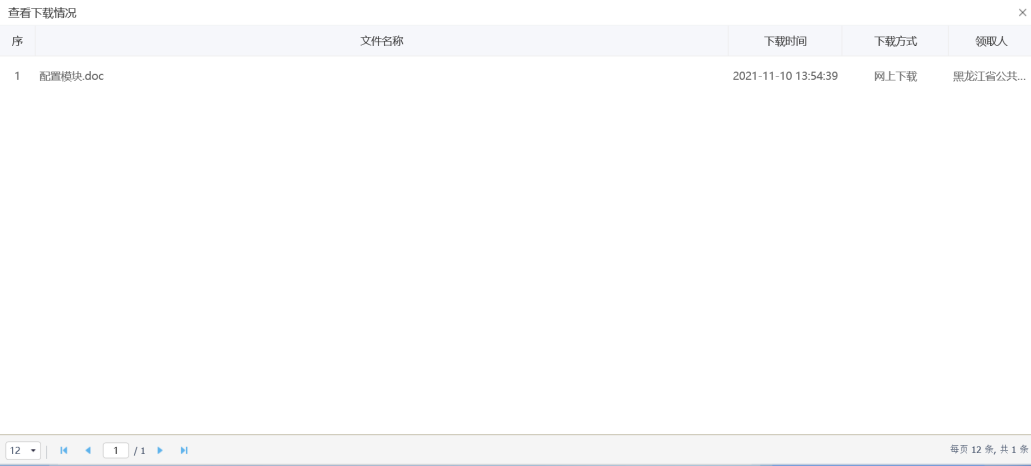 查看下载情况
序 文件名称 下载时间 下载方式 领取人
1 配置模块.doc 2021-11-10 13:54:39 网上下载 黑龙江省公共...
12 1 / 1 每页 12 条, 共 1 条